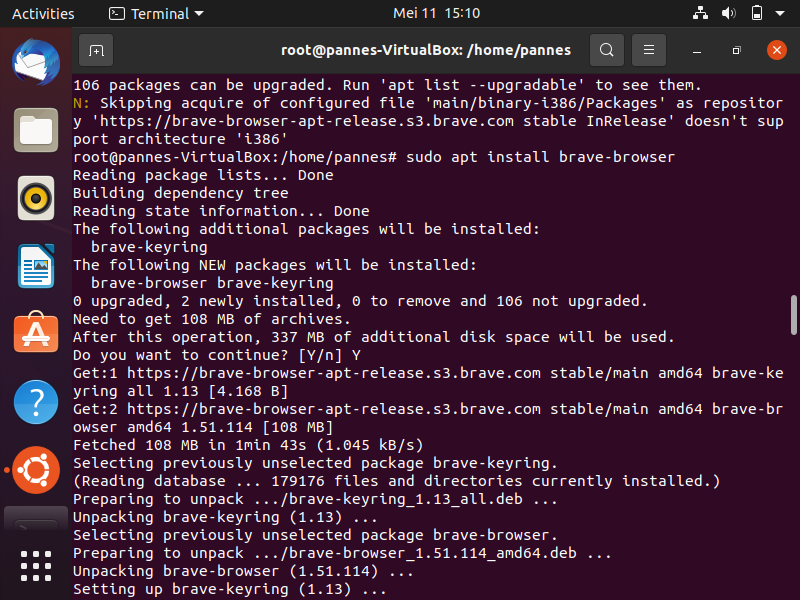 Activities Terminal Mei 11 15:10
root@pannes-VirtualBox: /home/pannes
106 packages can be upgraded. Run 'apt list --upgradable' to see them.
N: Skipping acquire of configured file 'main/binary-i386/Packages' as repositor
y 'https://brave-browser-apt-release.s3.brave.com stable InRelease' doesn't sup
port architecture 'i386'
root@pannes-VirtualBox:/home/pannes# sudo apt install brave-browser
Reading package lists... Done
Building dependency tree
Reading state information... Done
The following additional packages will be installed:
  brave-keyring
The following NEW packages will be installed:
  brave-browser brave-keyring
0 upgraded, 2 newly installed, 0 to remove and 106 not upgraded.
Need to get 108 MB of archives.
After this operation, 337 MB of additional disk space will be used.
Do you want to continue? [Y/n] Y
Get:1 https://brave-browser-apt-release.s3.brave.com stable/main amd64 brave-ke
yring all 1.13 [4.168 B]
Get:2 https://brave-browser-apt-release.s3.brave.com stable/main amd64 brave-br
owser amd64 1.51.114 [108 MB]
Fetched 108 MB in 1min 43s (1.045 kB/s)
Selecting previously unselected package brave-keyring.
(Reading database ... 179176 files and directories currently installed.)
Preparing to unpack .../brave-keyring_1.13_all.deb ...
Unpacking brave-keyring (1.13) ...
Selecting previously unselected package brave-browser.
Preparing to unpack .../brave-browser_1.51.114_amd64.deb ...
Unpacking brave-browser (1.51.114) ...
Setting up brave-keyring (1.13) ...